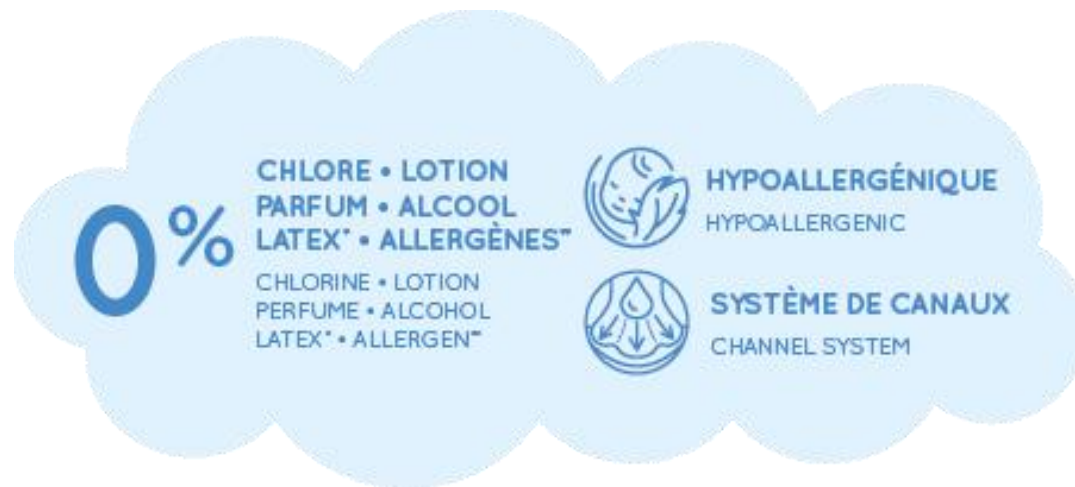 0%
CHLORE • LOTION
PARFUM • ALCOOL
LATEX* • ALLERGÈNES**
CHLORINE • LOTION
PERFUME • ALCOHOL
LATEX* • ALLERGEN**
HYPOALLERGÉNIQUE
HYPOALLERGENIC
SYSTÈME DE CANAUX
CHANNEL SYSTEM